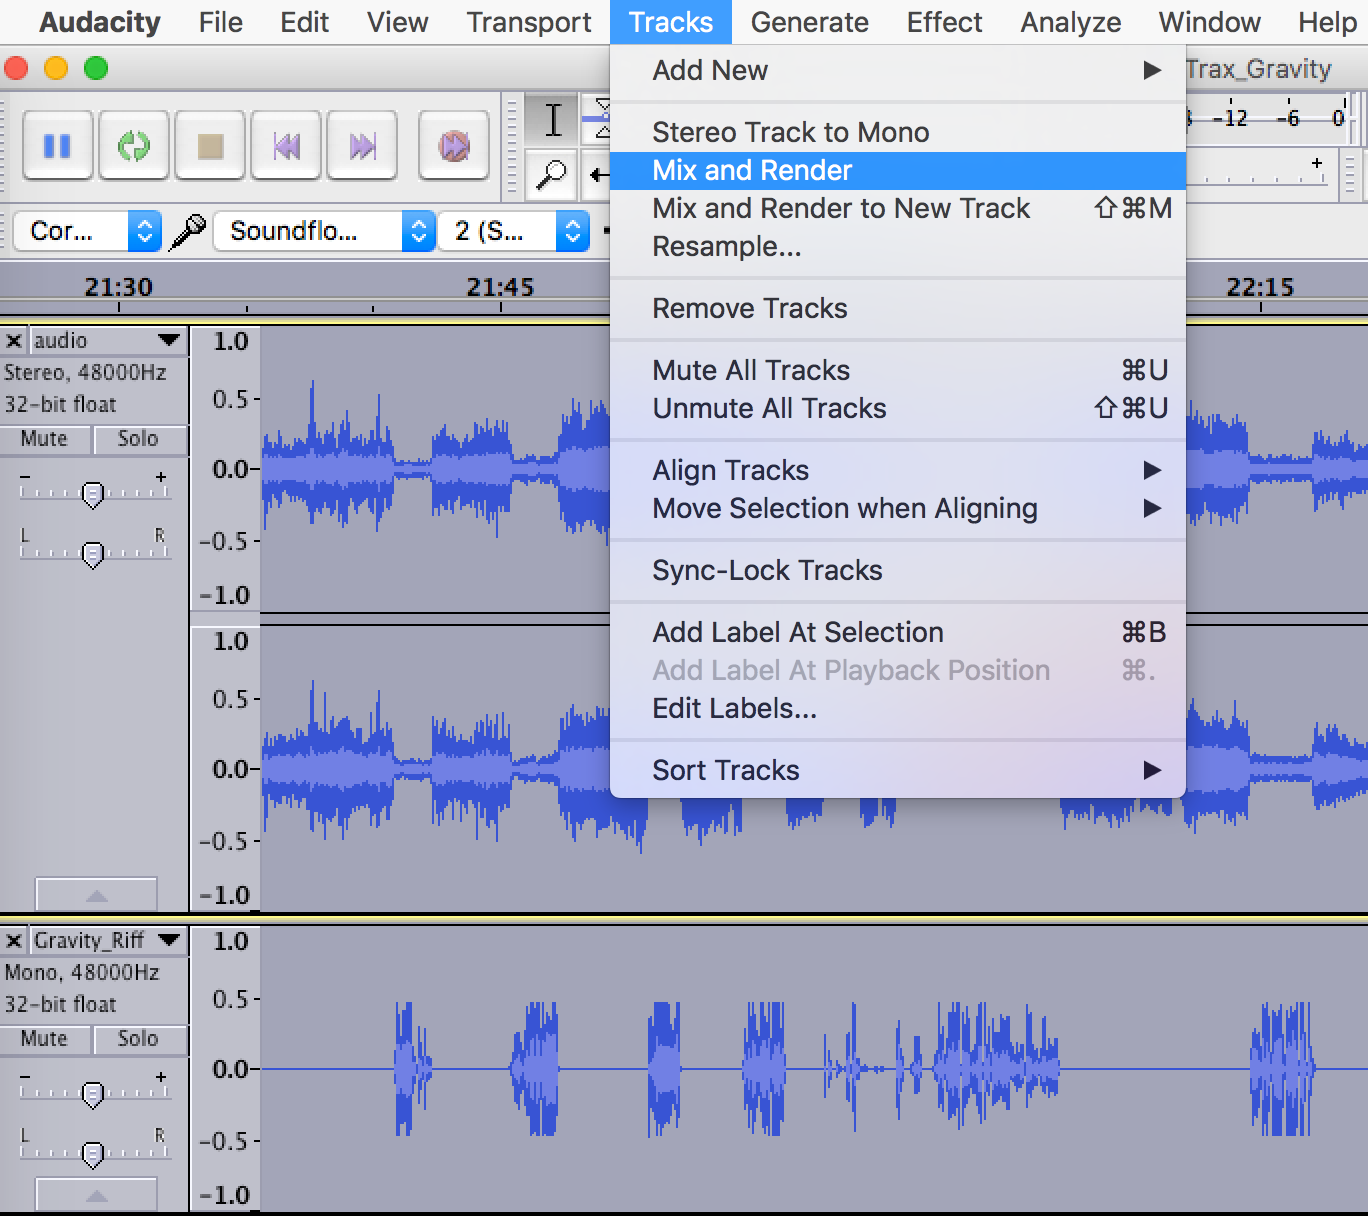 Audacity File Edit View Transport Tracks Generate Effect Analyze Window Help
Trax_Gravity
Add New
Stereo Track to Mono
Mix and Render
Mix and Render to New Track ⇧⌘M
Resample...
Remove Tracks
Mute All Tracks ⌘U
Unmute All Tracks ⇧⌘U
Align Tracks
Move Selection when Aligning
Sync-Lock Tracks
Add Label At Selection ⌘B
Add Label At Playback Position ⌘.
Edit Labels...
Sort Tracks
-12 -6 0
+
Cor... Soundflo... 2 (S...
21:30 21:45 22:15
audio
Stereo, 48000Hz
32-bit float
Mute Solo
- +
L R
1.0
0.5
0.0
-0.5
-1.0
1.0
0.5
0.0
-0.5
-1.0
Gravity_Riff
Mono, 48000Hz
32-bit float
Mute Solo
- +
L R
1.0
0.5
0.0
-0.5
-1.0